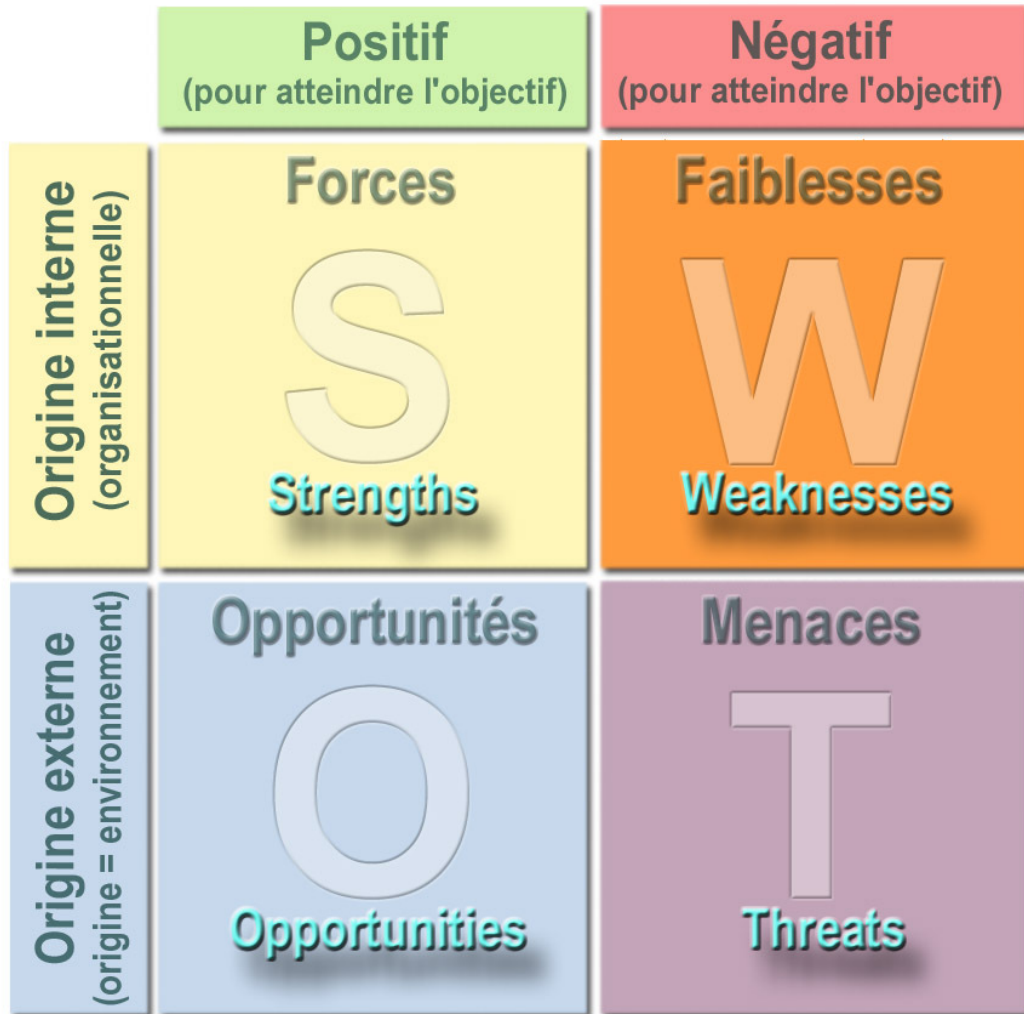 Positif
(pour atteindre l'objectif)
Négatif
(pour atteindre l'objectif)
Origine interne
(organisationnelle)
Forces
S
Strengths
Faiblesses
W
Weaknesses
Origine externe
(origine = environnement)
Opportunités
O
Opportunities
Menaces
T
Threats